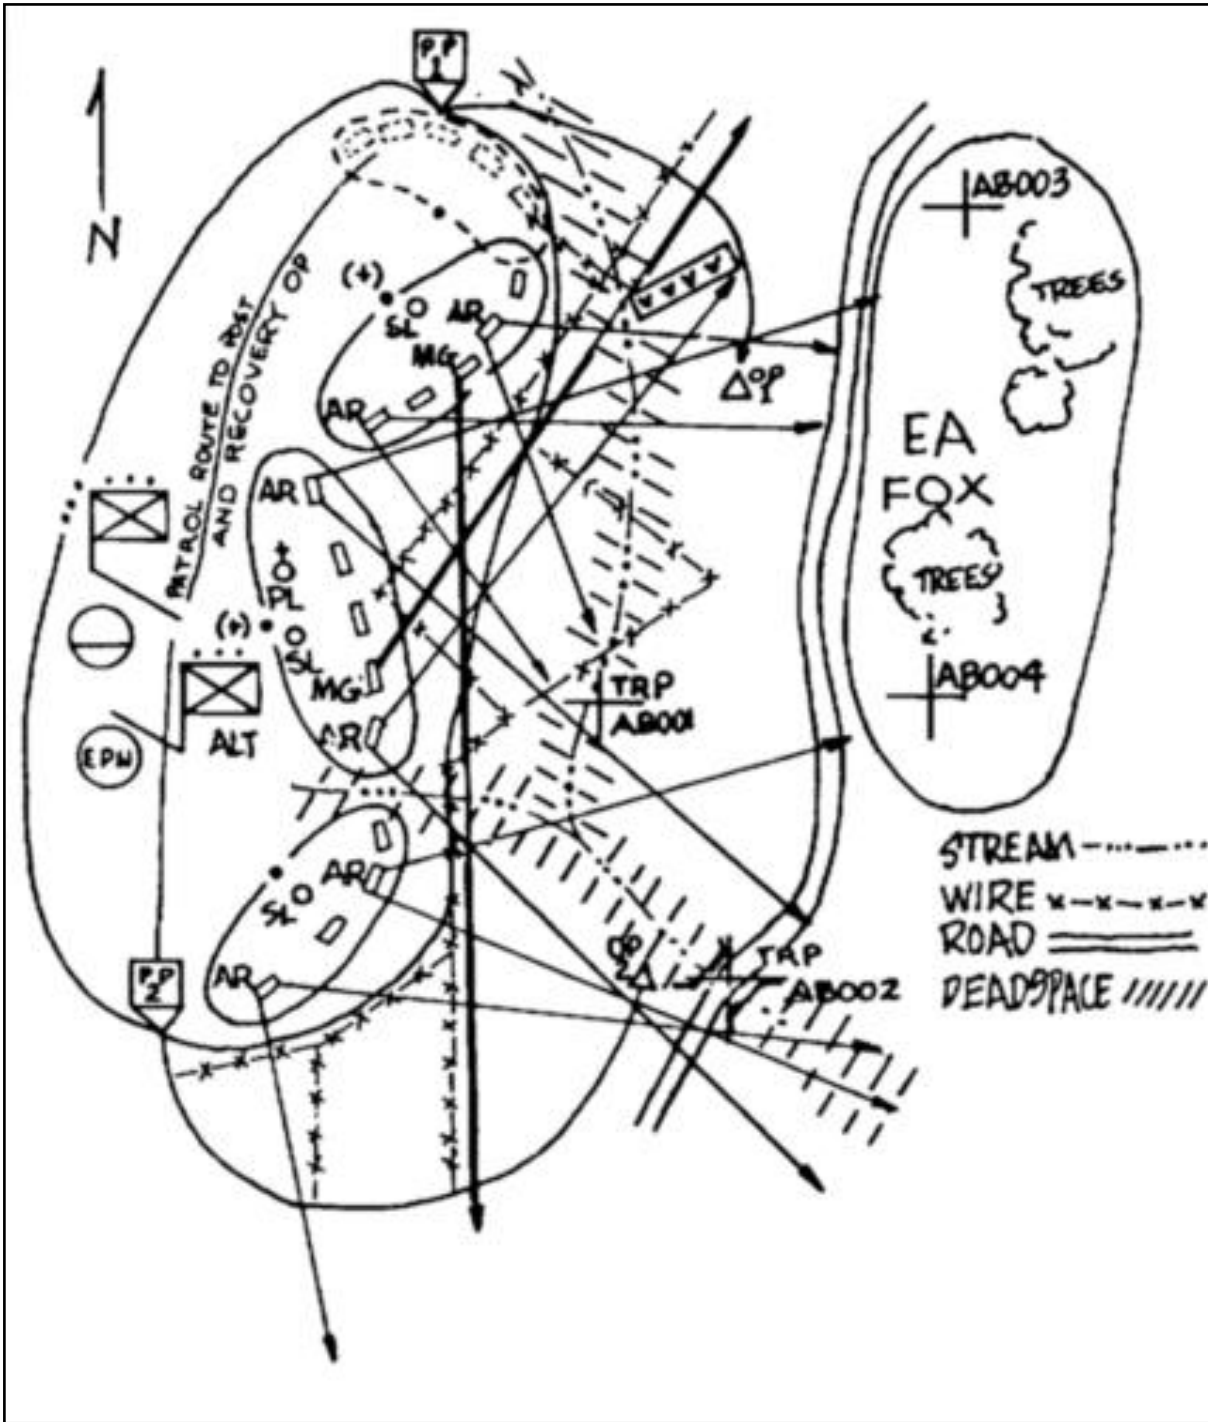 P P
1
N
PATROL ROUTE TO POST
AND RECOVERY OP
(+)
SL
AR
MG
AR
AR
+
PL
(+)
SL
MG
AR
ALT
EPW
AR
SL
AR
P P
2
OP
1
AB003
TREES
EA
FOX
TREES
AB004
TRP
AB001
OP
2
TRP
AB002
STREAM
WIRE
ROAD
DEADSPACE